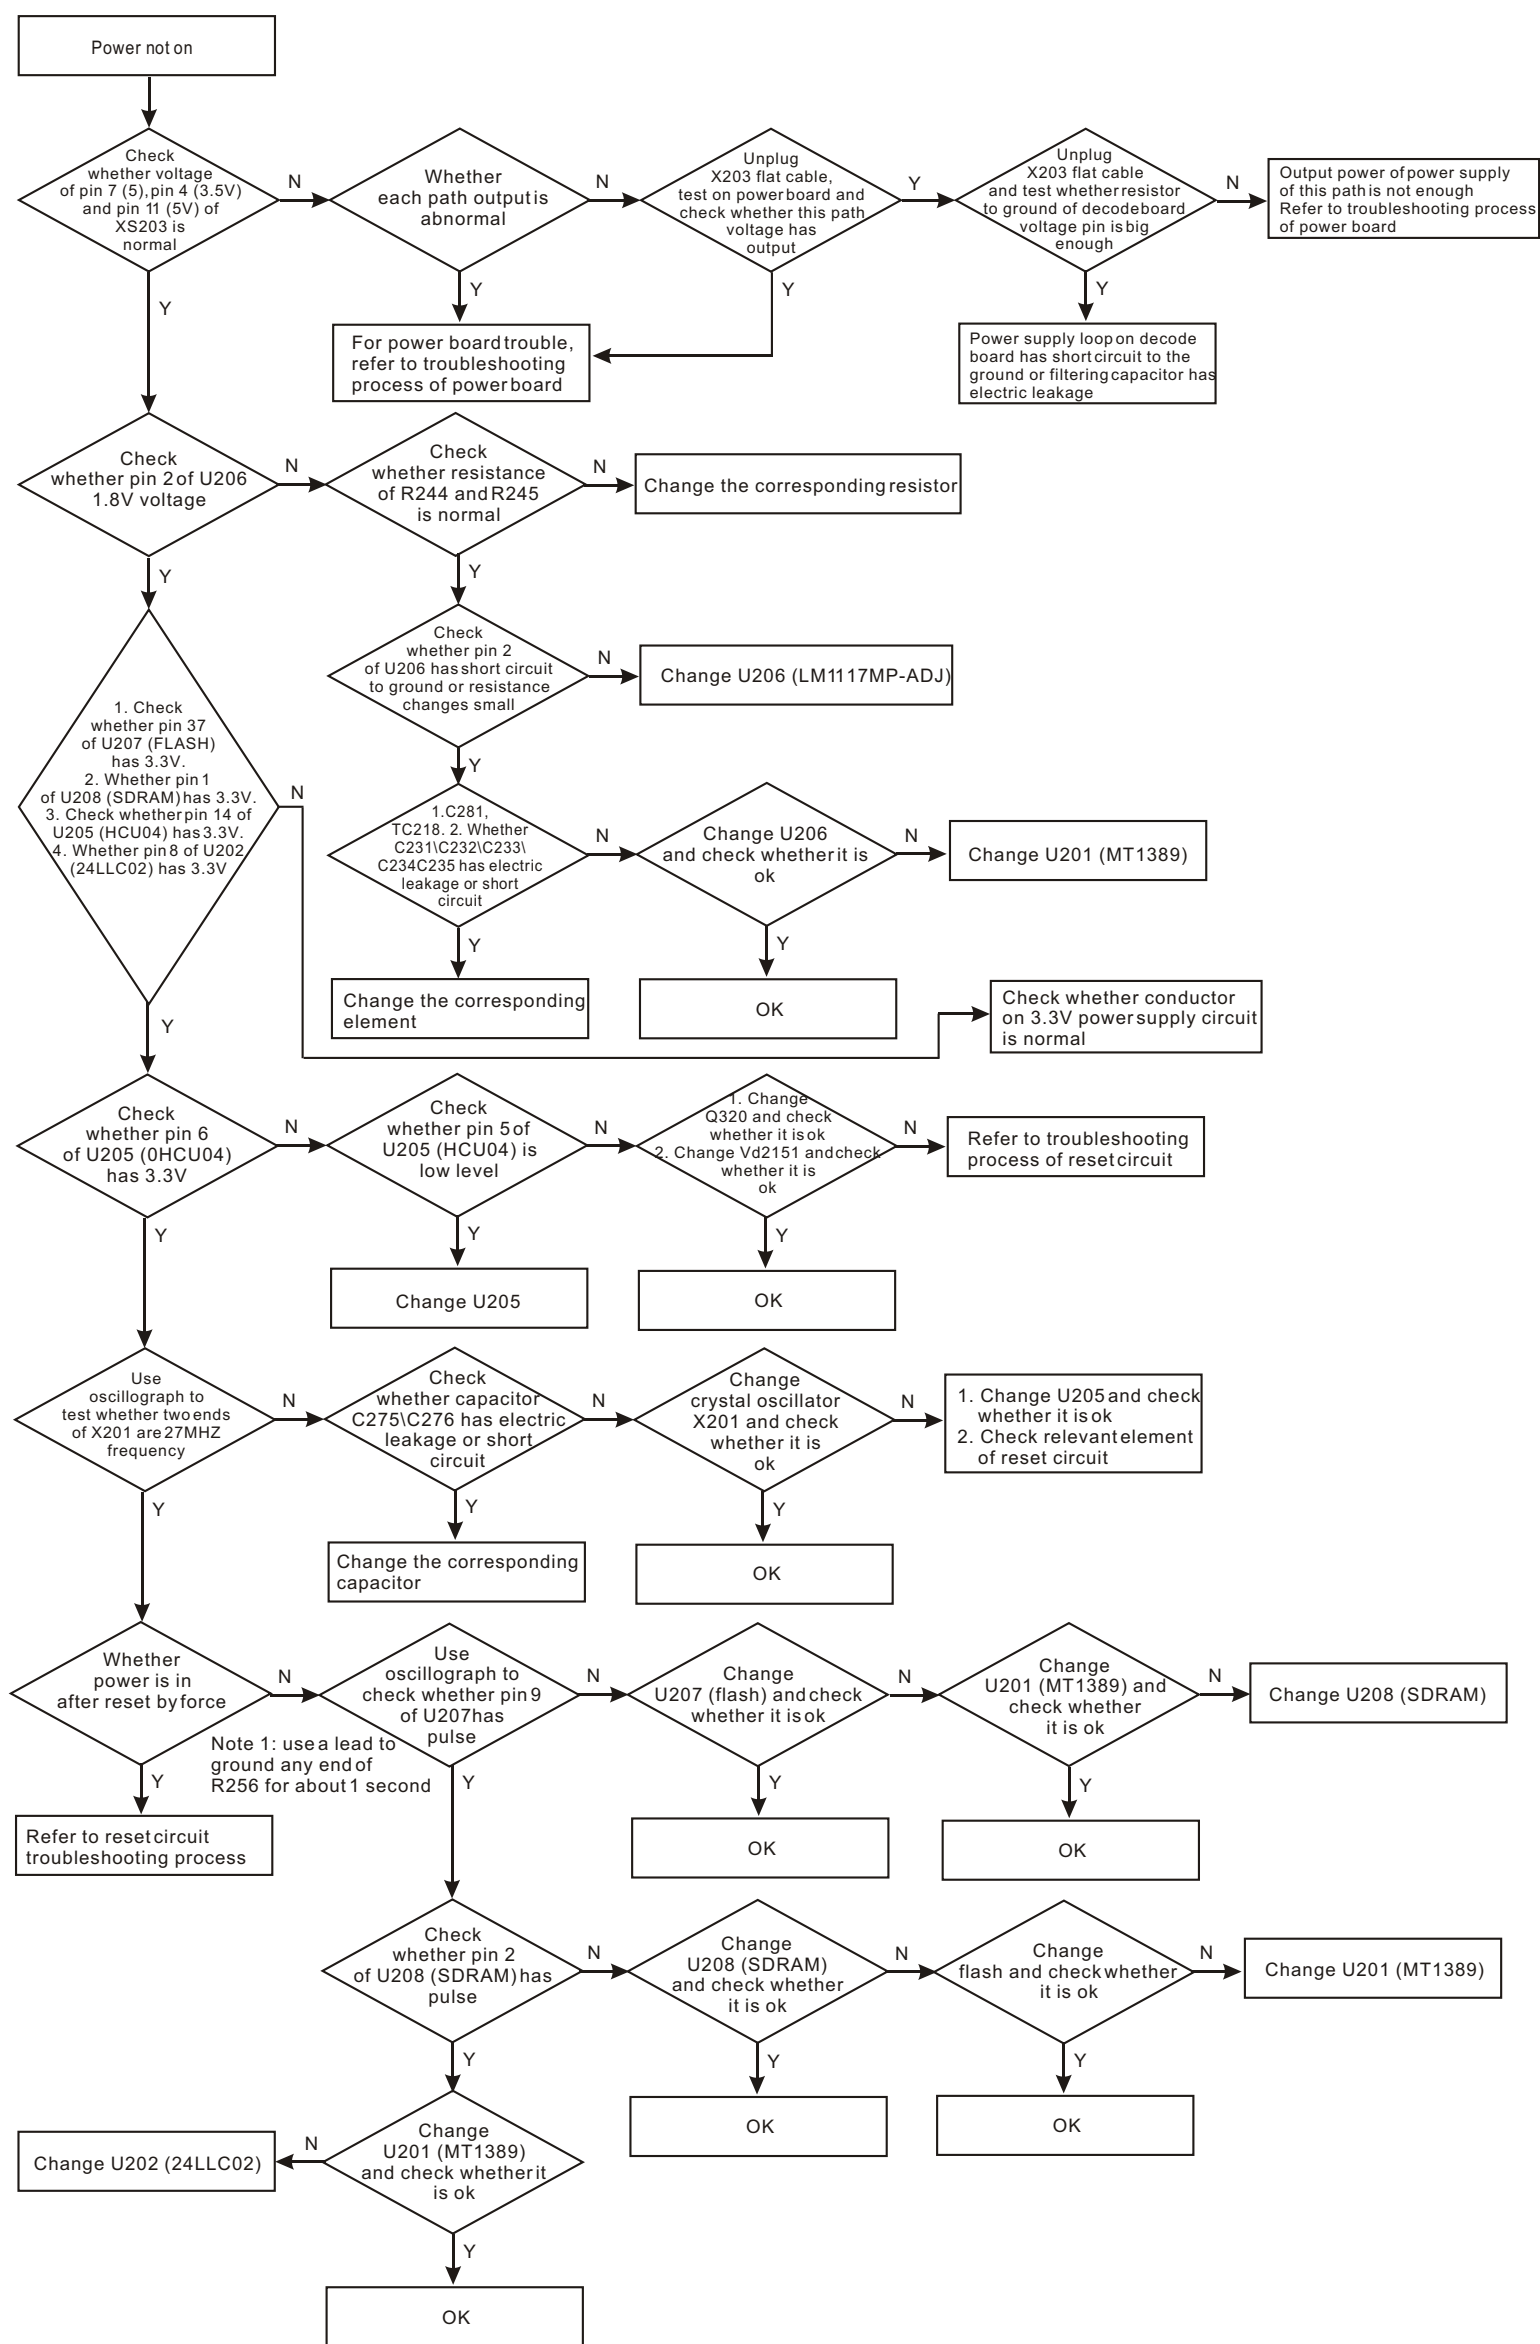 Power not on
Check
whether voltage
of pin 7 (5), pin 4 (3.5V)
and pin 11 (5V) of
XS203 is
normal
N
Y
Whether
each path output is
abnormal
N
Y
Unplug
X203 flat cable,
test on power board and
check whether this path
voltage has
output
Y
Y
Unplug
X203 flat cable
and test whether resistor
to ground of decode board
voltage pin is big
enough
N
Y
Output power of power supply
of this path is not enough
Refer to troubleshooting process
of power board
For power board trouble,
refer to troubleshooting
process of power board
Power supply loop on decode
board has short circuit to the
ground or filtering capacitor has
electric leakage
Check
whether pin 2 of U206
1.8V voltage
N
Y
Check
whether resistance
of R244 and R245
is normal
N
Y
Change the corresponding resistor
Check
whether pin 2
of U206 has short circuit
to ground or resistance
changes small
N
Y
Change U206 (LM1117MP-ADJ)
1. Check
whether pin 37
of U207 (FLASH)
has 3.3V.
2. Whether pin 1
of U208 (SDRAM) has 3.3V.
3. Check whether pin 14 of
U205 (HCU04) has 3.3V.
4. Whether pin 8 of U202
(24LLC02) has 3.3V
N
Y
1.C281,
TC218. 2. Whether
C231\C232\C233\
C234C235 has electric
leakage or short
circuit
N
Y
Change U206
and check whether it is
ok
N
Y
Change U201 (MT1389)
Change the corresponding
element
OK
Check whether conductor
on 3.3V power supply circuit
is normal
Check
whether pin 6
of U205 (0HCU04)
has 3.3V
N
Y
Check
whether pin 5 of
U205 (HCU04) is
low level
N
Y
1. Change
Q320 and check
whether it is ok
2. Change Vd2151 and check
whether it is
ok
N
Y
Refer to troubleshooting
process of reset circuit
Change U205
OK
Use
oscillograph to
test whether two ends
of X201 are 27MHZ
frequency
N
Y
Check
whether capacitor
C275\C276 has electric
leakage or short
circuit
N
Y
Change
crystal oscillator
X201 and check
whether it is
ok
N
Y
1. Change U205 and check
whether it is ok
2. Check relevant element
of reset circuit
Change the corresponding
capacitor
OK
Whether
power is in
after reset by force
N
Y
Note 1: use a lead to
ground any end of
R256 for about 1 second
Use
oscillograph to
check whether pin 9
of U207 has
pulse
N
Y
Change
U207 (flash) and check
whether it is ok
N
Y
Change
U201 (MT1389) and
check whether
it is ok
N
Y
Change U208 (SDRAM)
Refer to reset circuit
troubleshooting process
OK
OK
Check
whether pin 2
of U208 (SDRAM) has
pulse
N
Y
Change
U208 (SDRAM)
and check whether
it is ok
N
Y
Change
flash and check whether
it is ok
N
Y
Change U201 (MT1389)
OK
OK
Change
U201 (MT1389)
and check whether it
is ok
N
Y
Change U202 (24LLC02)
OK